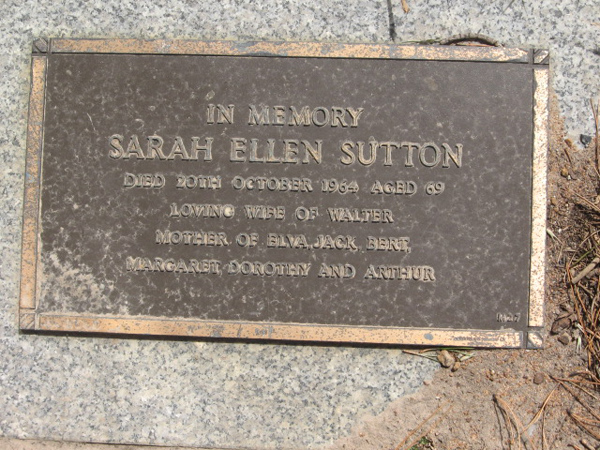 IN MEMORY
SARAH ELLEN SUTTON
DIED 20TH OCTOBER 1964 AGED 69
LOVING WIFE OF WALTER
MOTHER OF ELVA, JACK, BERT,
MARGARET, DOROTHY AND ARTHUR